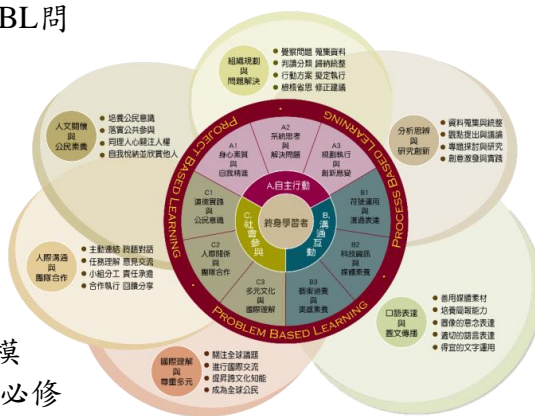 BL問
組織規劃
與
問題解決
覺察問題 蒐集資料
判讀分類 歸納統整
行動方案 擬定執行
檢核省思 修正建議
人文關懷
與
公民素養
培養公民意識
落實公共參與
同理人心關注人權
自我悅納並欣賞他人
分析思辨
與
研究創新
資料蒐集與統整
觀點提出與議論
專題探討與研究
創意激發與實踐
PROJECT BASED LEARNING
PROCESS BASED LEARNING
PROBLEM BASED LEARNING
A1
身心素質
與
自我精進
A2
系統思考
與
解決問題
A3
規劃執行
與
創新應變
A.自主行動
C1
道德實踐
與
公民意識
B1
符號運用
與
溝通表達
C.社會參與
終身學習者
B.溝通互動
C2
人際關係
與
團隊合作
B2
科技資訊
與
媒體素養
C3
多元文化
與
國際理解
B3
藝術涵養
與
美感素養
人際溝通
與
團隊合作
主動連結 跨語對話
任務理解 意見交流
小組分工 責任承擔
合作執行 回饋分享
口語表達
與
圖文傳播
善用媒體素材
培養簡報能力
圖像的意念表達
適切的語言表達
得宜的文字運用
國際理解
與
尊重多元
關注全球議題
進行國際交流
提昇跨文化知能
成為全球公民
模
必修